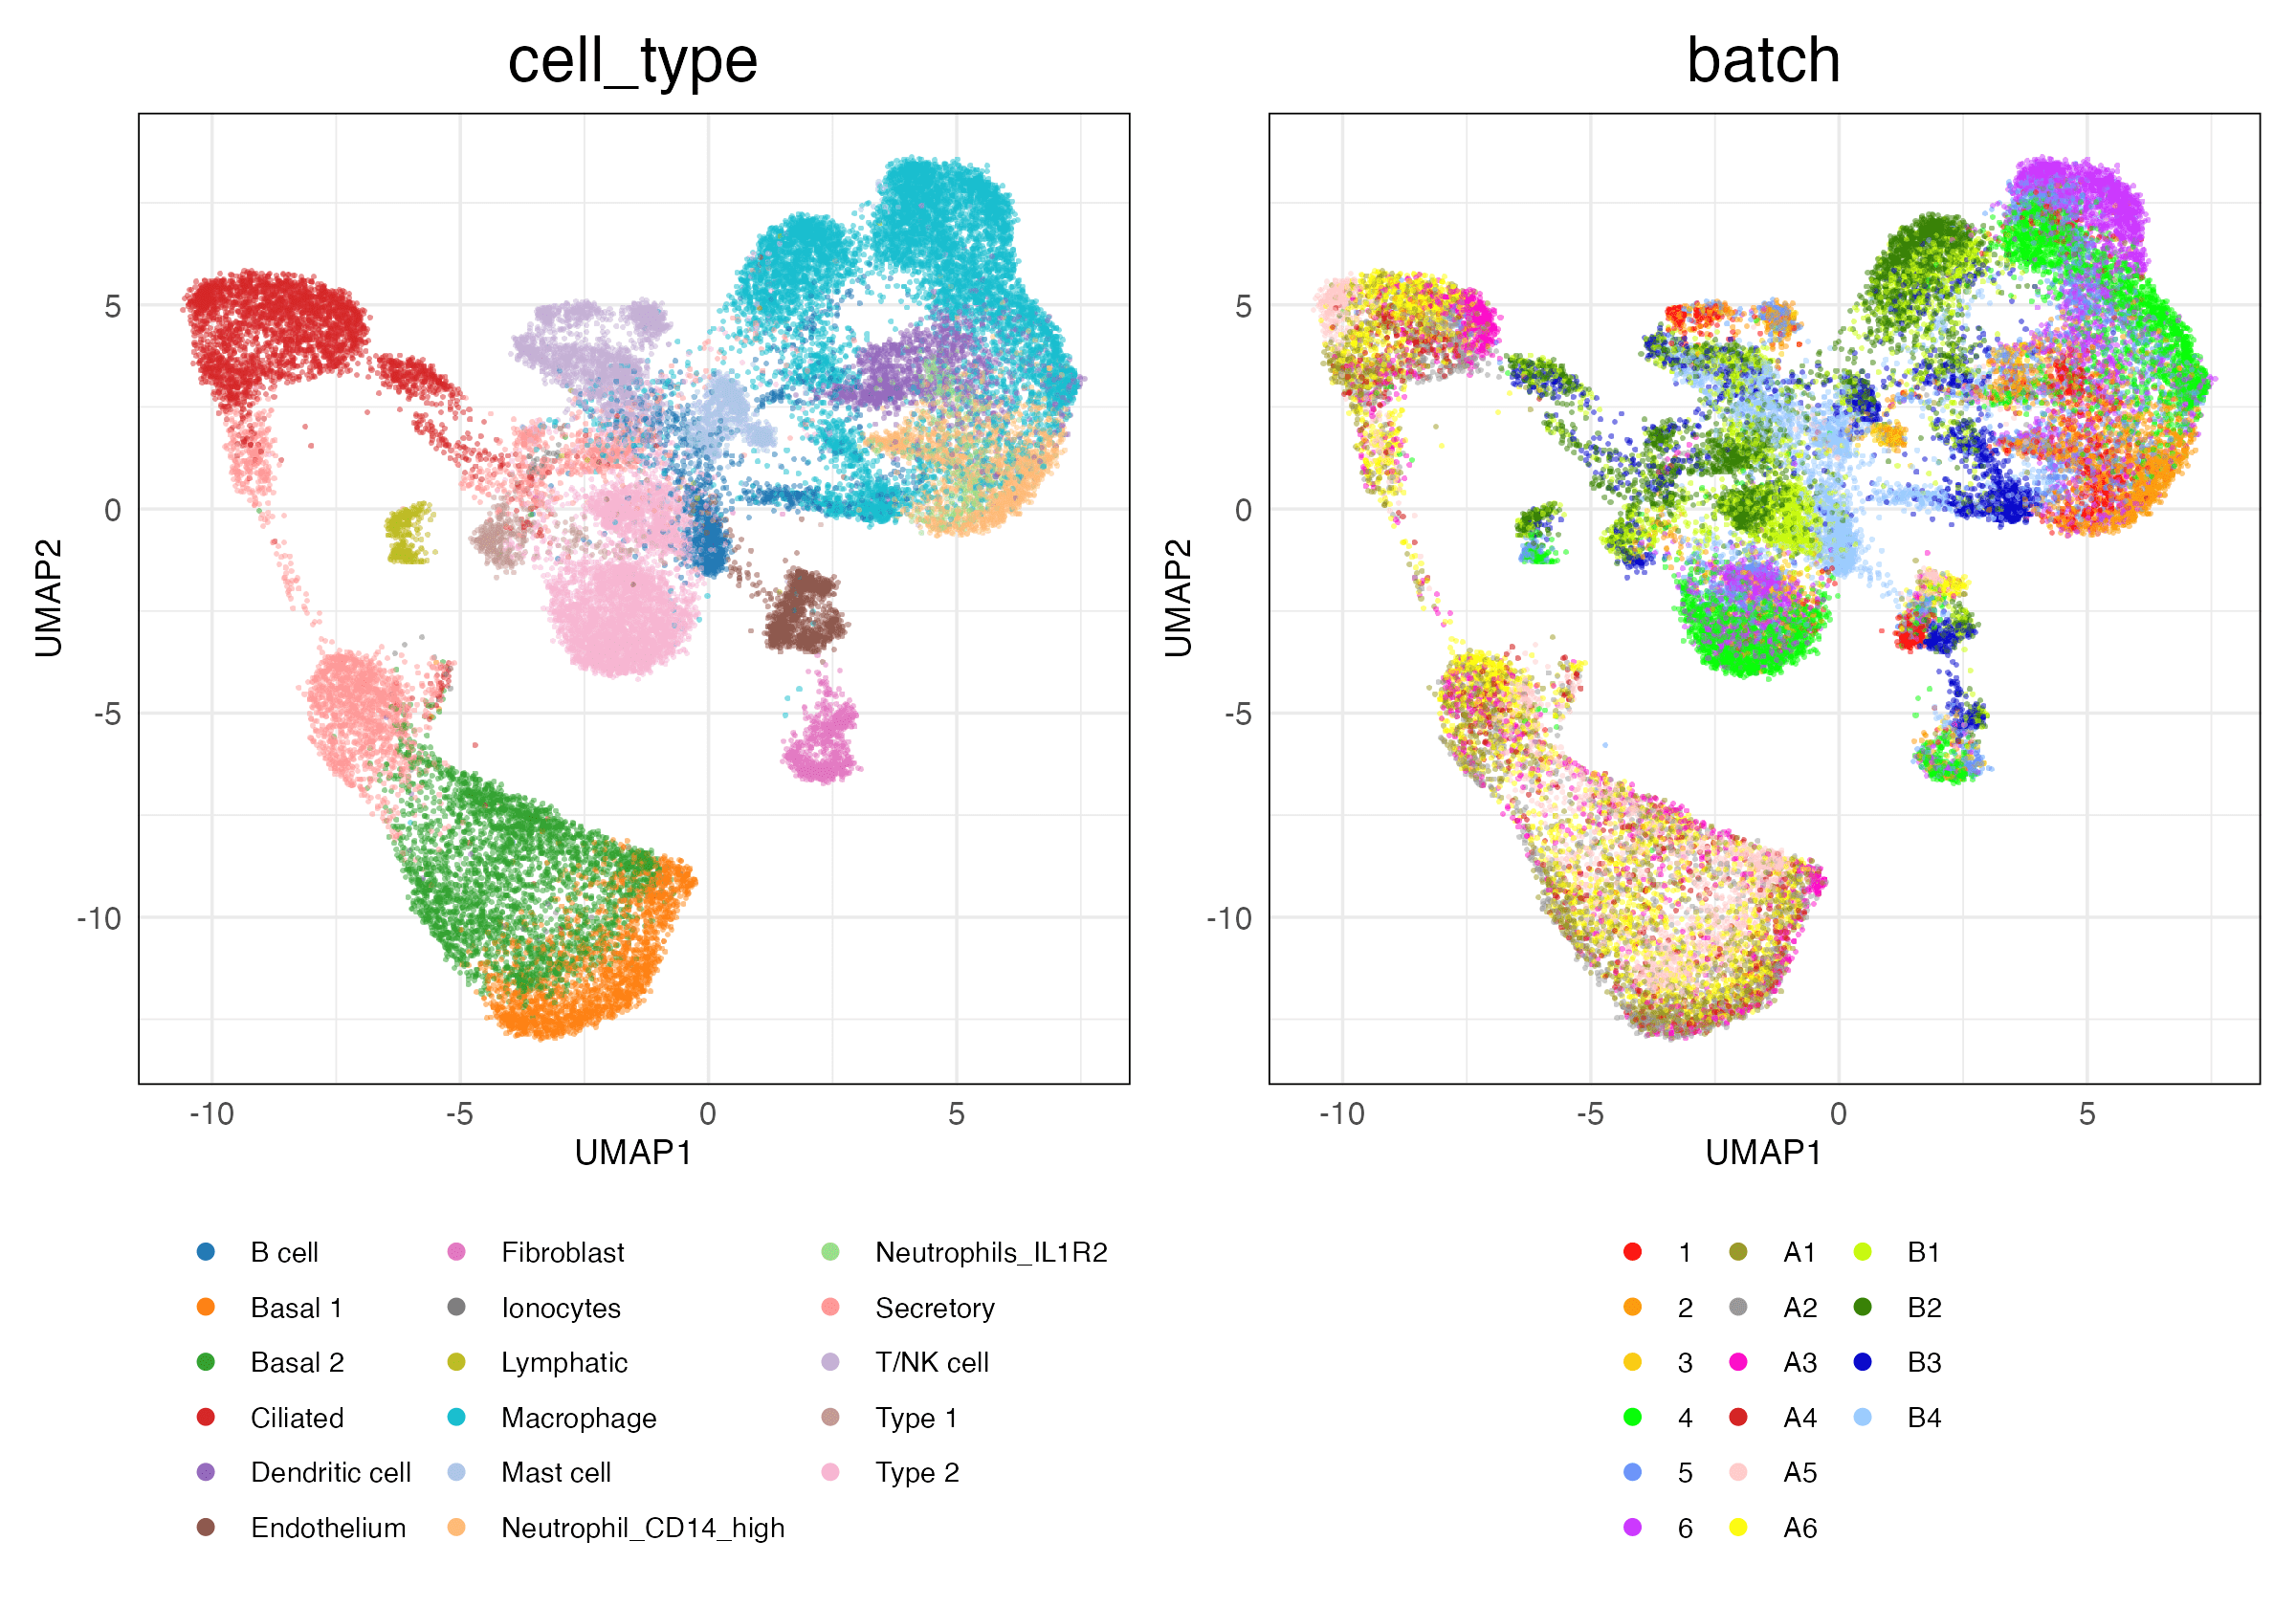 cell_type
batch
5
0
-5
-10
UMAP2
-10
-5
0
5
UMAP1
5
0
-5
-10
UMAP2
-10
-5
0
5
UMAP1
B cell
Basal 1
Basal 2
Ciliated
Dendritic cell
Endothelium
Fibroblast
Ionocytes
Lymphatic
Macrophage
Mast cell
Neutrophil_CD14_high
Neutrophils_IL1R2
Secretory
T/NK cell
Type 1
Type 2
1
2
3
4
5
6
A1
A2
A3
A4
A5
A6
B1
B2
B3
B4